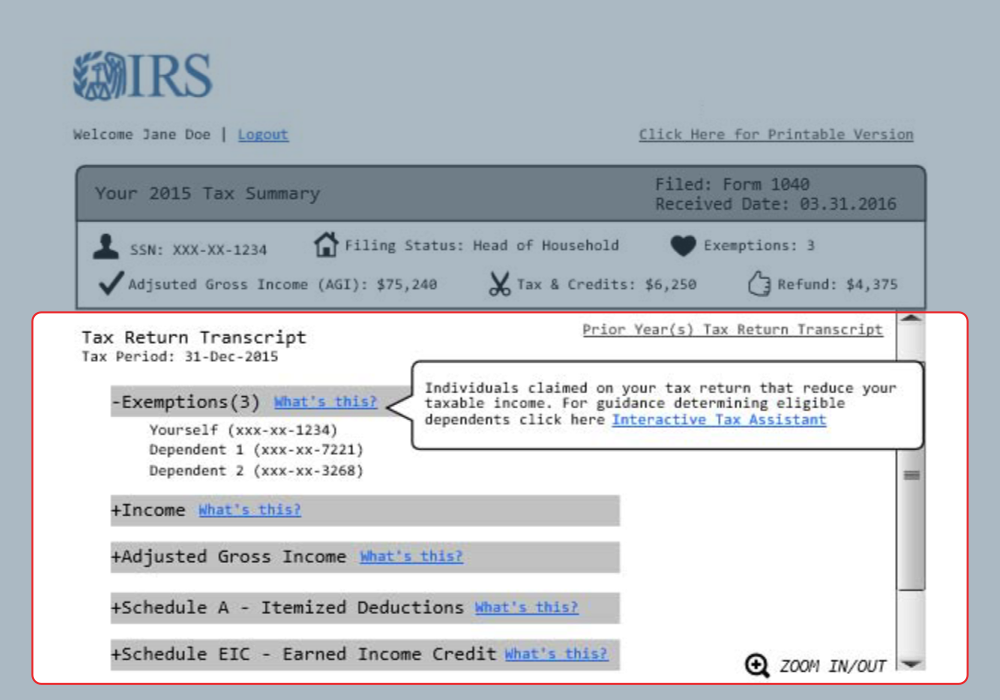 IRS
Welcome Jane Doe | Logout
Click Here for Printable Version
Your 2015 Tax Summary
Filed: Form 1040
Received Date: 03.31.2016
SSN: XXX-XX-1234
Filing Status: Head of Household
Exemptions: 3
Adjsuted Gross Income (AGI): $75,240
Tax & Credits: $6,250
Refund: $4,375
Tax Return Transcript
Prior Year(s) Tax Return Transcript
Tax Period: 31-Dec-2015
-Exemptions(3) What's this?
Individuals claimed on your tax return that reduce your
taxable income. For guidance determining eligible
dependents click here Interactive Tax Assistant
Yourself (xxx-xx-1234)
Dependent 1 (xxx-xx-7221)
Dependent 2 (xxx-xx-3268)
+Income What's this?
+Adjusted Gross Income What's this?
+Schedule A - Itemized Deductions What's this?
+Schedule EIC - Earned Income Credit What's this?
ZOOM IN/OUT